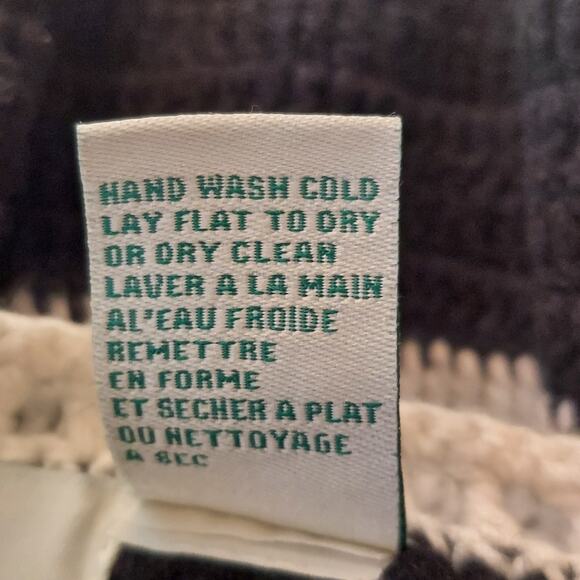 HAND WASH COLD
LAY FLAT TO DRY
OR DRY CLEAN
LAVER A LA MAIN
AL'EAU FROIDE
REMETTRE
EN FORME
ET SECHER A PLAT
OU NETTOYAGE
A SEC